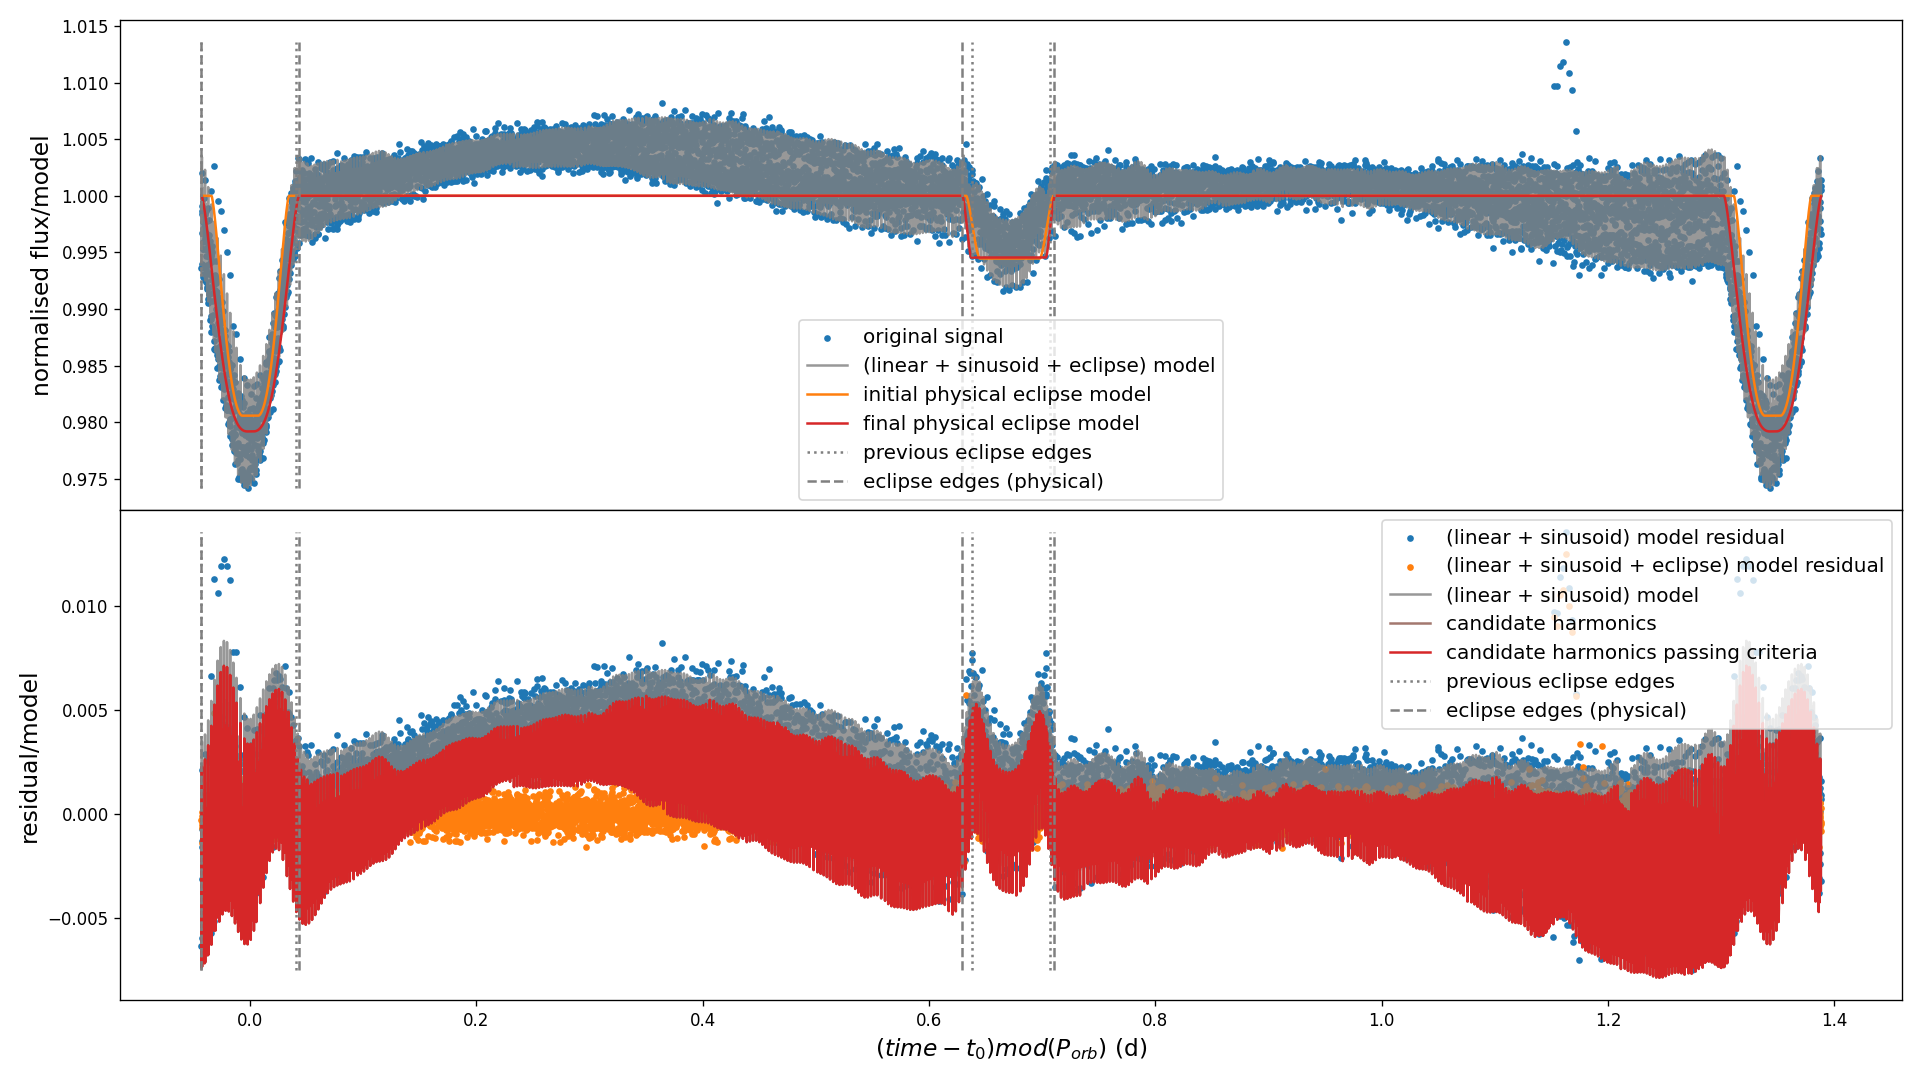 1.015
1.010
1.005
1.000
0.995
0.990
0.985
0.980
0.975
normalised flux/model
original signal
(linear + sinusoid + eclipse) model
initial physical eclipse model
final physical eclipse model
previous eclipse edges
eclipse edges (physical)
0.010
0.005
0.000
−0.005
residual/model
(linear + sinusoid) model residual
(linear + sinusoid + eclipse) model residual
(linear + sinusoid) model
candidate harmonics
candidate harmonics passing criteria
previous eclipse edges
eclipse edges (physical)
0.0 0.2 0.4 0.6 0.8 1.0 1.2 1.4
(time − t₀)mod(P_orb) (d)